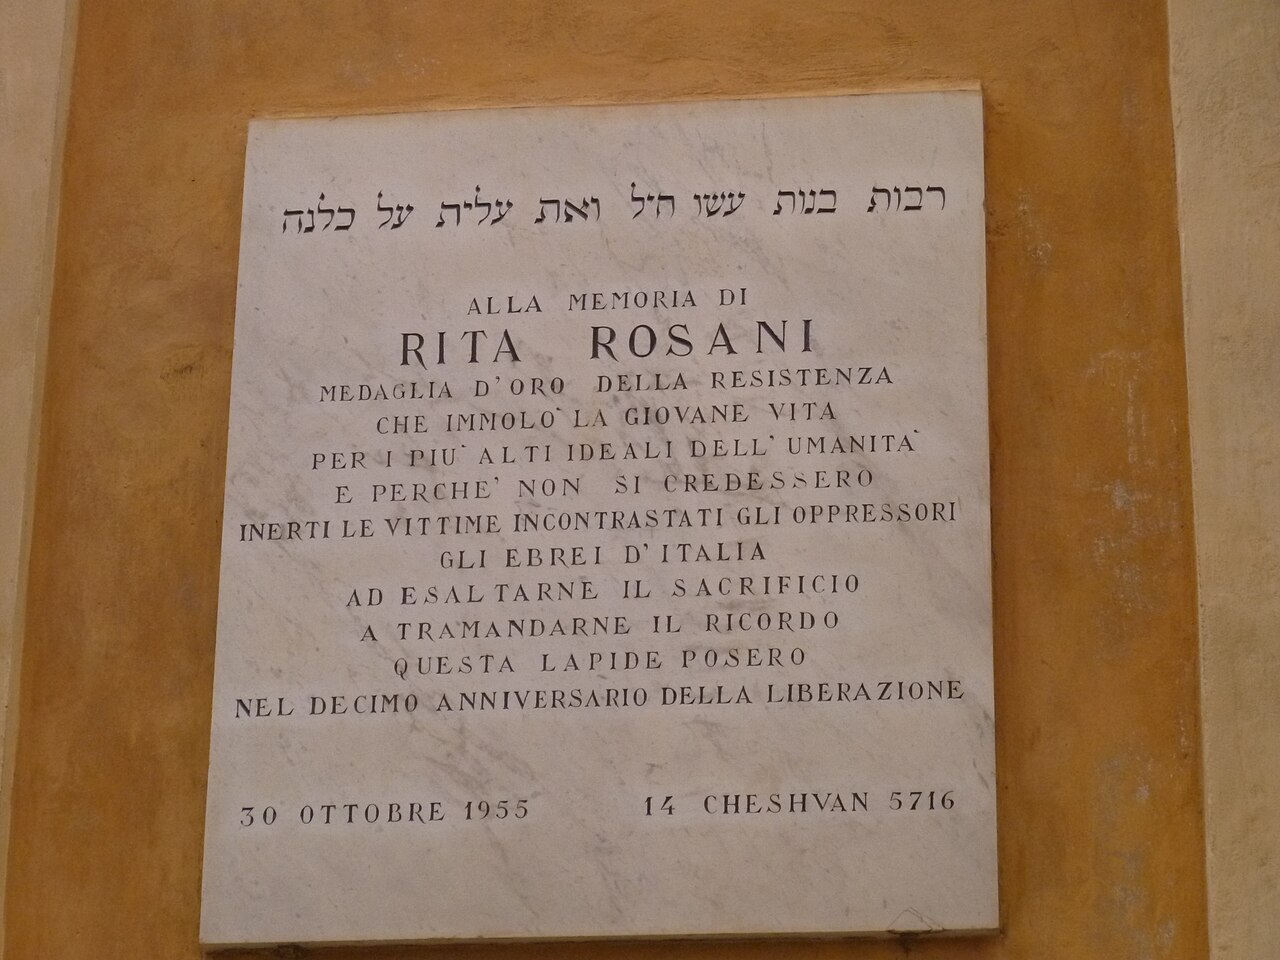 רבות בנות עשו חיל ואת עלית על כלנה
ALLA MEMORIA DI
RITA ROSANI
MEDAGLIA D'ORO DELLA RESISTENZA
CHE IMMOLO` LA GIOVANE VITA
PER I PIU` ALTI IDEALI DELL'UMANITA`
E PERCHE' NON SI CREDESSERO
INERTI LE VITTIME INCONTRASTATI GLI OPPRESSORI
GLI EBREI D'ITALIA
AD ESALTARNE IL SACRIFICIO
A TRAMANDARNE IL RICORDO
QUESTA LAPIDE POSERO
NEL DECIMO ANNIVERSARIO DELLA LIBERAZIONE
30 OTTOBRE 1955 14 CHESHVAN 5716